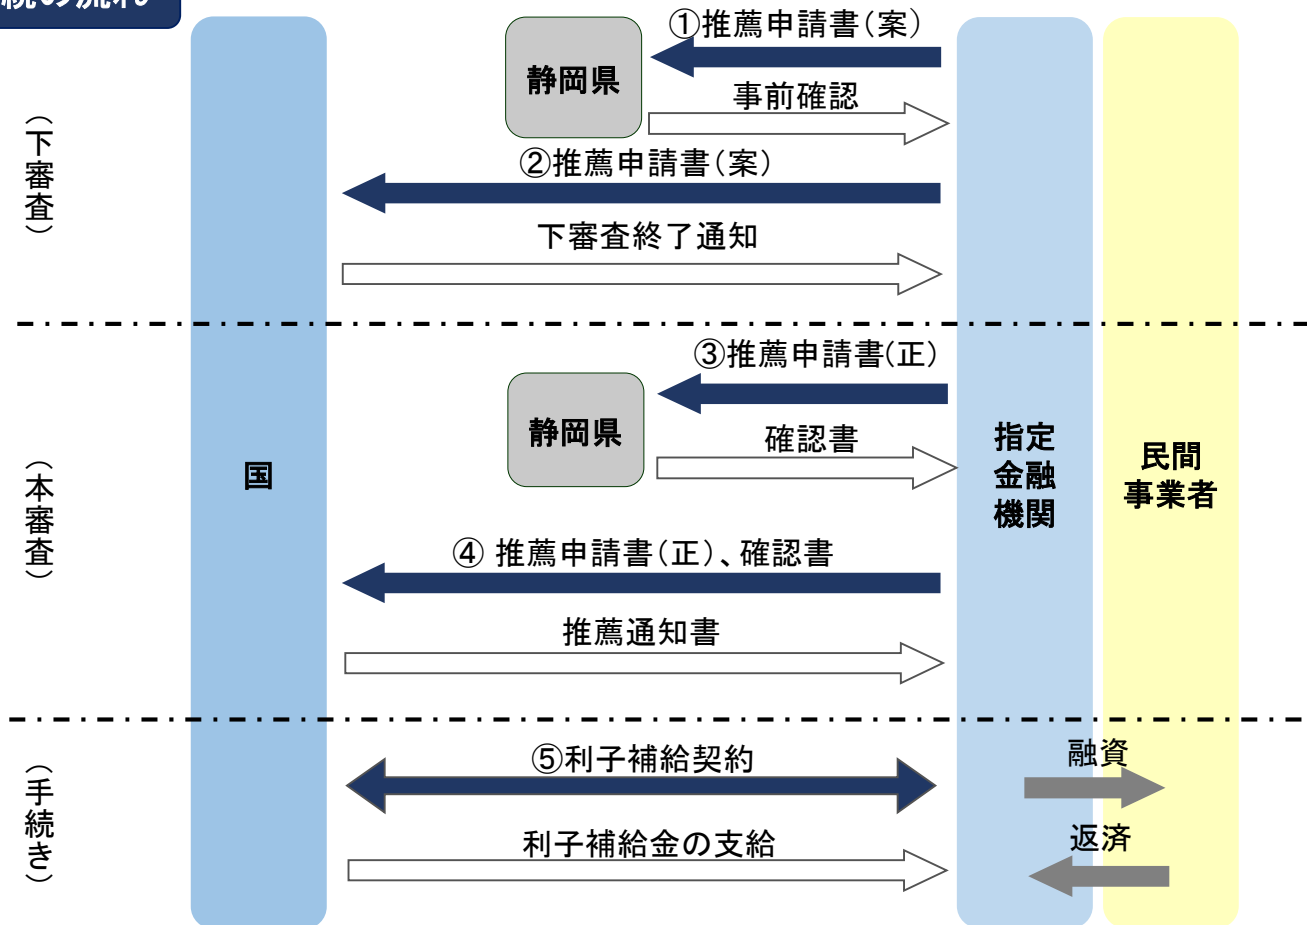 続の流れ
①推薦申請書(案)
静岡県
事前確認
(下審査)
②推薦申請書(案)
下審査終了通知
③推薦申請書(正)
静岡県
確認書
(本審査)
国
指定
金融
機関
民間
事業者
④ 推薦申請書(正)、確認書
推薦通知書
(手続き)
⑤利子補給契約
融資
利子補給金の支給
返済